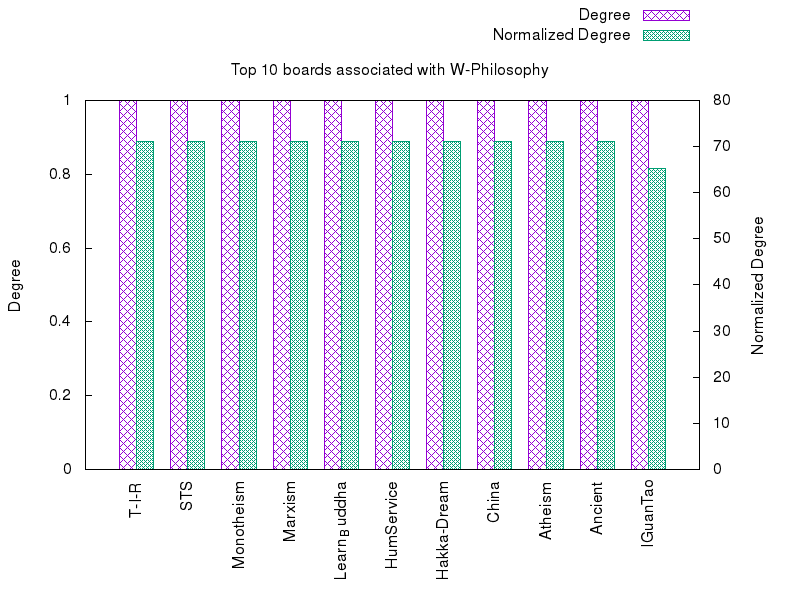 Degree
Normalized Degree
Top 10 boards associated with W-Philosophy
1
0.8
0.6
0.4
0.2
0
Degree
80
70
60
50
40
30
20
10
0
Normalized Degree
T-I-R
STS
Monotheism
Marxism
LearnBuddha
HumService
Hakka-Dream
China
Atheism
Ancient
IGuanTao